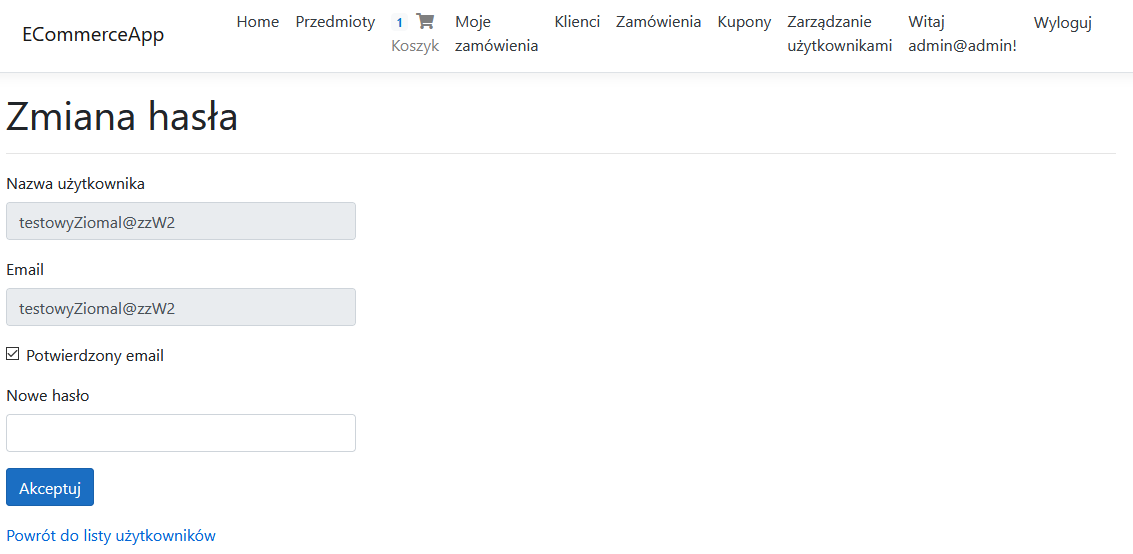 ECommerceApp
Home
Przedmioty
1
Koszyk
Moje
zamówienia
Klienci
Zamówienia
Kupony
Zarządzanie
użytkownikami
Witaj
admin@admin!
Wyloguj
Zmiana hasła
Nazwa użytkownika
testowyZiomal@zzW2
Email
testowyZiomal@zzW2
Potwierdzony email
Nowe hasło
Akceptuj
Powrót do listy użytkowników